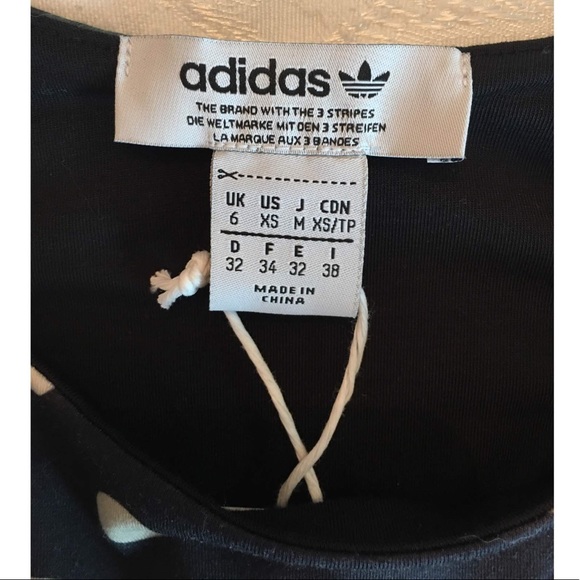 adidas
THE BRAND WITH THE 3 STRIPES
DIE WELTMARKE MIT DEN 3 STREIFEN
LA MARQUE AUX 3 BANDES
UK US J CDN
6 XS M XS/TP
D F E I
32 34 32 38
MADE IN
CHINA